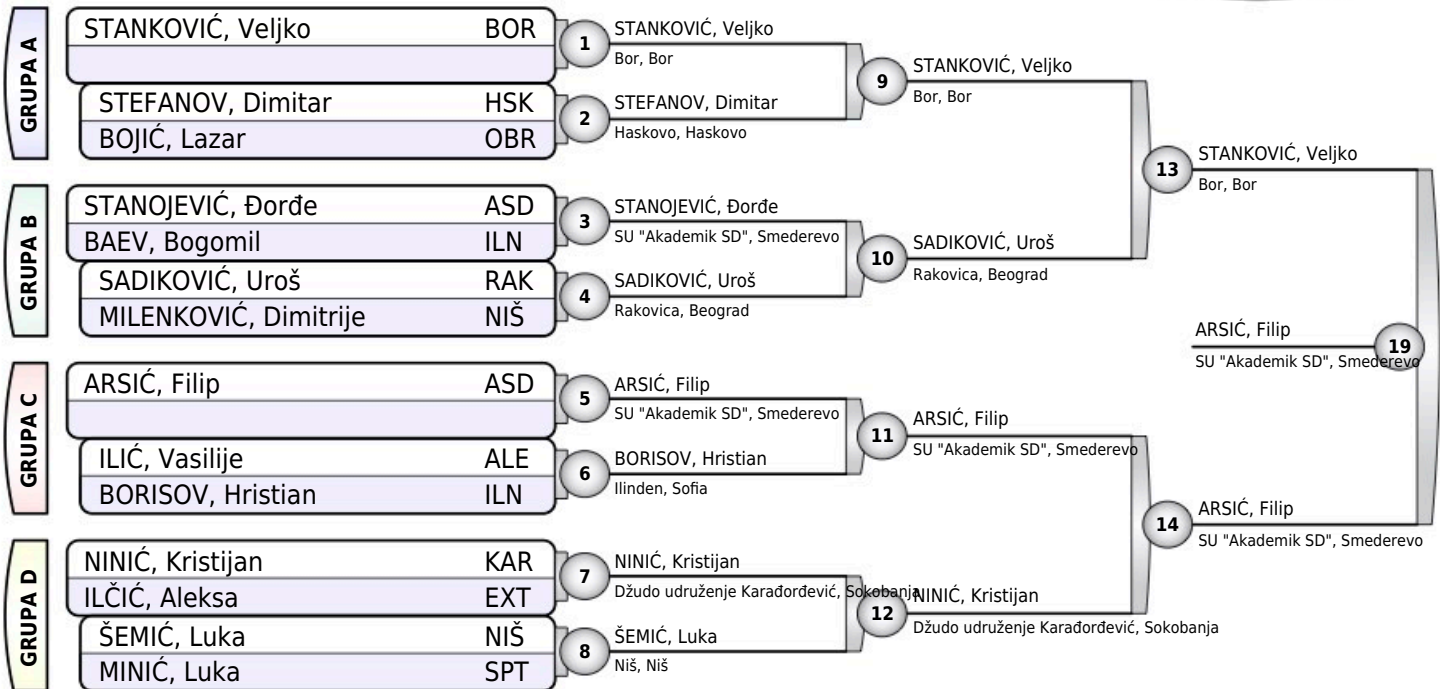 GRUPA A
STANKOVIĆ, Veljko BOR
STEFANOV, Dimitar HSK
BOJIĆ, Lazar OBR
GRUPA B
STANOJEVIĆ, Đorđe ASD
BAEV, Bogomil ILN
SADIKOVIĆ, Uroš RAK
MILENKOVIĆ, Dimitrije NIŠ
GRUPA C
ARSIĆ, Filip ASD
ILIĆ, Vasilije ALE
BORISOV, Hristian ILN
GRUPA D
NINIĆ, Kristijan KAR
ILČIĆ, Aleksa EXT
ŠEMIĆ, Luka NIŠ
MINIĆ, Luka SPT
1
STANKOVIĆ, Veljko
Bor, Bor
2
STEFANOV, Dimitar
Haskovo, Haskovo
3
STANOJEVIĆ, Đorđe
SU "Akademik SD", Smederevo
4
SADIKOVIĆ, Uroš
Rakovica, Beograd
5
ARSIĆ, Filip
SU "Akademik SD", Smederevo
6
BORISOV, Hristian
Ilinden, Sofia
7
NINIĆ, Kristijan
Džudo udruženje Karađorđević, Sokobanja
8
ŠEMIĆ, Luka
Niš, Niš
9
STANKOVIĆ, Veljko
Bor, Bor
10
SADIKOVIĆ, Uroš
Rakovica, Beograd
11
ARSIĆ, Filip
SU "Akademik SD", Smederevo
12
NINIĆ, Kristijan
Džudo udruženje Karađorđević, Sokobanja
13
STANKOVIĆ, Veljko
Bor, Bor
14
ARSIĆ, Filip
SU "Akademik SD", Smederevo
19
ARSIĆ, Filip
SU "Akademik SD", Smederevo